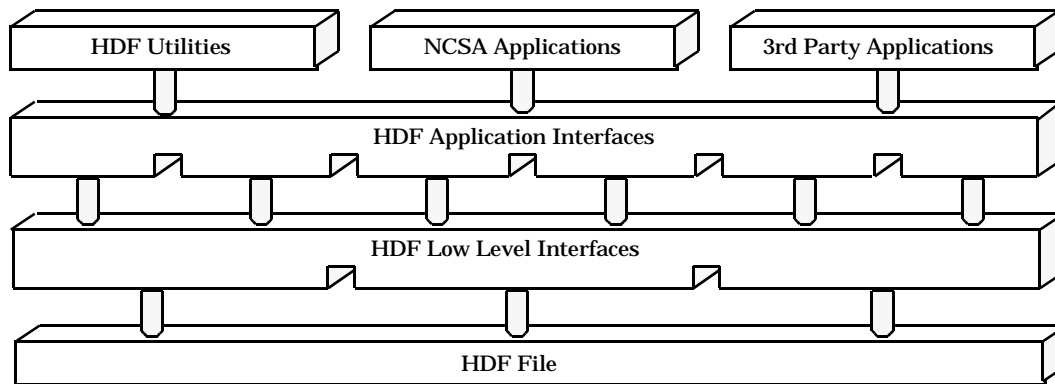 HDF Utilities
NCSA Applications
3rd Party Applications
HDF Application Interfaces
HDF Low Level Interfaces
HDF File